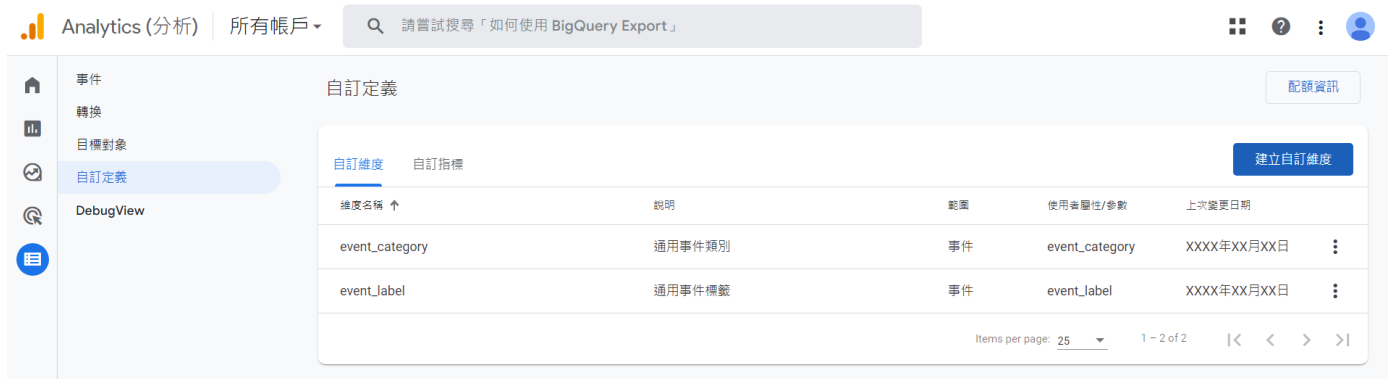 Analytics (分析) 所有帳戶 請嘗試搜尋「如何使用 BigQuery Export」
事件
轉換
目標對象
自訂定義
DebugView
自訂定義 配額資訊
自訂維度 自訂指標 建立自訂維度
維度名稱 說明 範圍 使用者屬性/參數 上次變更日期
event_category 通用事件類別 事件 event_category XXXX年XX月XX日
event_label 通用事件標籤 事件 event_label XXXX年XX月XX日
Items per page: 25 1 – 2 of 2